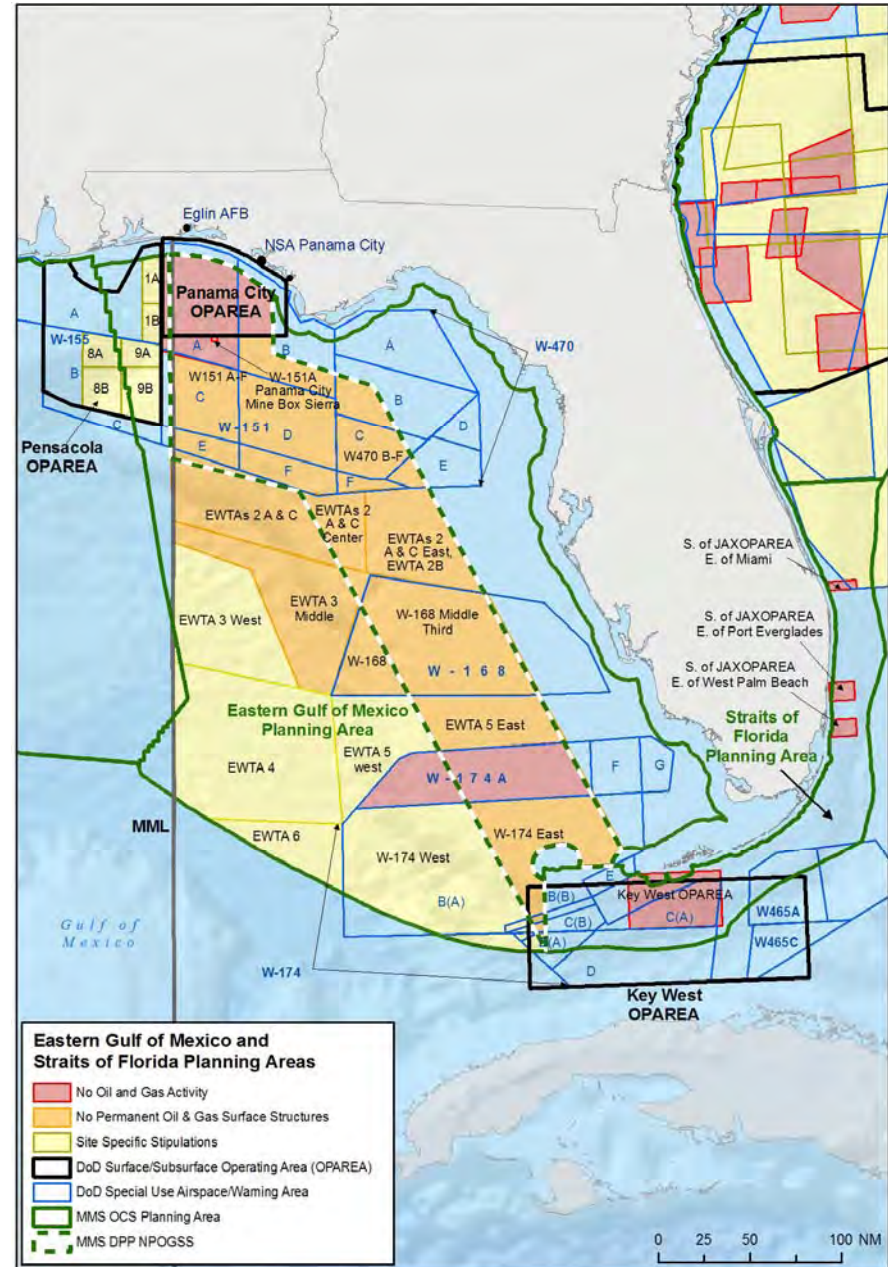 Eglin AFB
NSA Panama City
1A
Panama City
OPAREA
1B
A
W-155
A
B
A
W-470
8A
9A
B
W151 A-F
W-151A
Panama City
Mine Box Sierra
8B
9B
C
B
C
W-151
D
C
D
Pensacola
OPAREA
E
W470 B-F
E
F
F
EWTAs 2 A & C
EWTAs 2
A & C
Center
EWTAs 2
A & C East,
EWTA 2B
S. of JAXOPAREA
E. of Miami
EWTA 3 West
EWTA 3
Middle
W-168 Middle
Third
S. of JAXOPAREA
E. of Port Everglades
W-168
W-168
S. of JAXOPAREA
E. of West Palm Beach
Eastern Gulf of Mexico
Planning Area
EWTA 5 East
Straits of
Florida
Planning Area
EWTA 4
EWTA 5
west
F
G
W-174A
MML
EWTA 6
W-174 East
W-174 West
E
Key West OPAREA
B(A)
B(B)
C(B)
C(A)
W465A
Gulf of
Mexico
B(A)
W465C
W-174
D
Key West
OPAREA
Eastern Gulf of Mexico and
Straits of Florida Planning Areas
No Oil and Gas Activity
No Permanent Oil & Gas Surface Structures
Site Specific Stipulations
DoD Surface/Subsurface Operating Area (OPAREA)
DoD Special Use Airspace/Warning Area
MMS OCS Planning Area
MMS DPP NPOGSS
0 25 50 100 NM